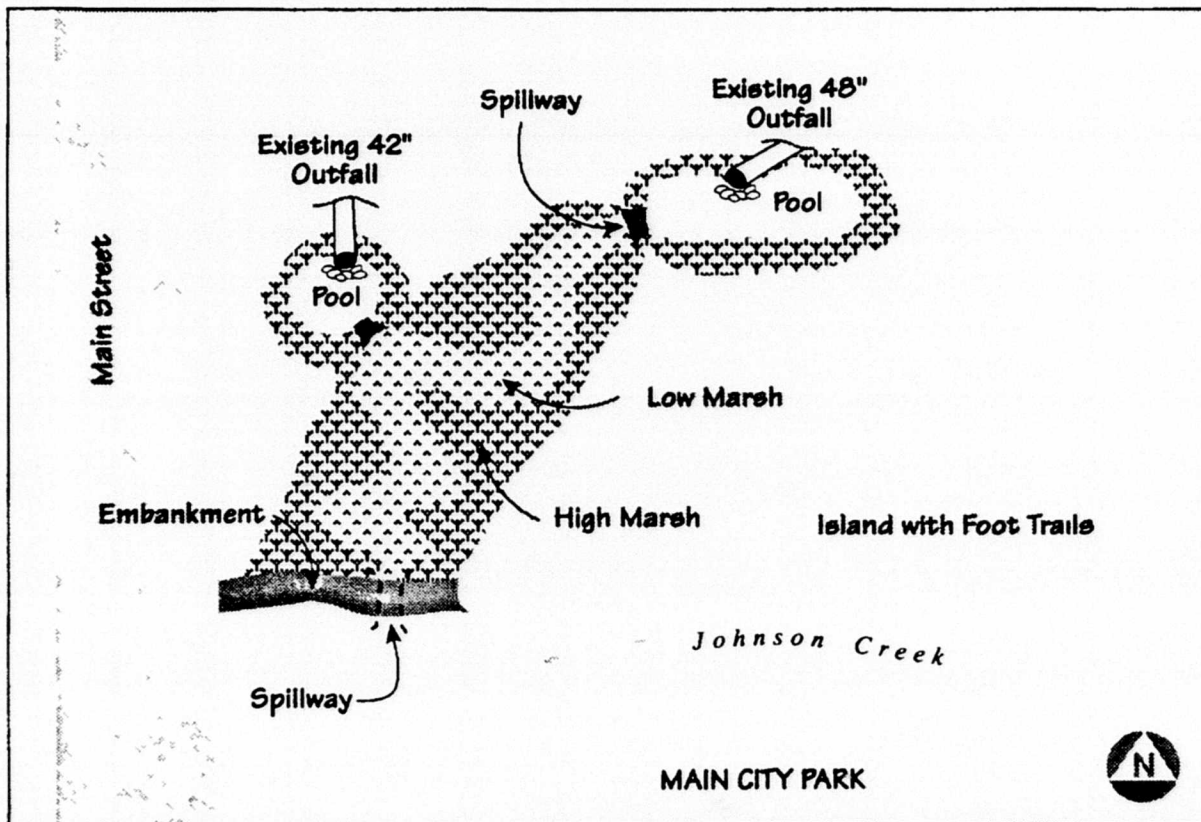 Spillway
Existing 48"
Outfall
Existing 42"
Outfall
Pool
Pool
Main Street
Low Marsh
Embankment
High Marsh
Island with Foot Trails
Johnson Creek
Spillway
MAIN CITY PARK
N